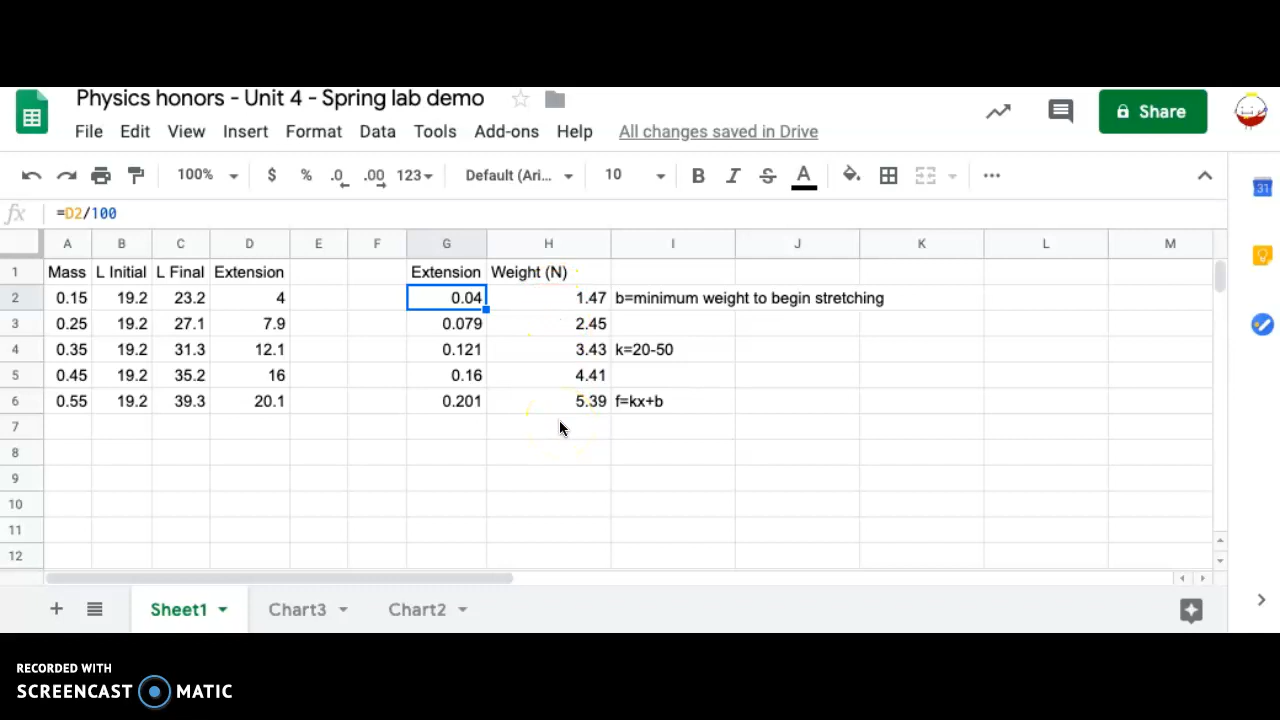 Physics honors - Unit 4 - Spring lab demo
Share
File Edit View Insert Format Data Tools Add-ons Help All changes saved in Drive
100% $ % .0 .00 123 Default (Ari... 10 B I S A
31
fx =D2/100
A B C D E F G H I J K L M
1 Mass L Initial L Final Extension Extension Weight (N)
2 0.15 19.2 23.2 4 0.04 1.47 b=minimum weight to begin stretching
3 0.25 19.2 27.1 7.9 0.079 2.45
4 0.35 19.2 31.3 12.1 0.121 3.43 k=20-50
5 0.45 19.2 35.2 16 0.16 4.41
6 0.55 19.2 39.3 20.1 0.201 5.39 f=kx+b
7
8
9
10
11
12
Sheet1 Chart3 Chart2
RECORDED WITH
SCREENCAST MATIC